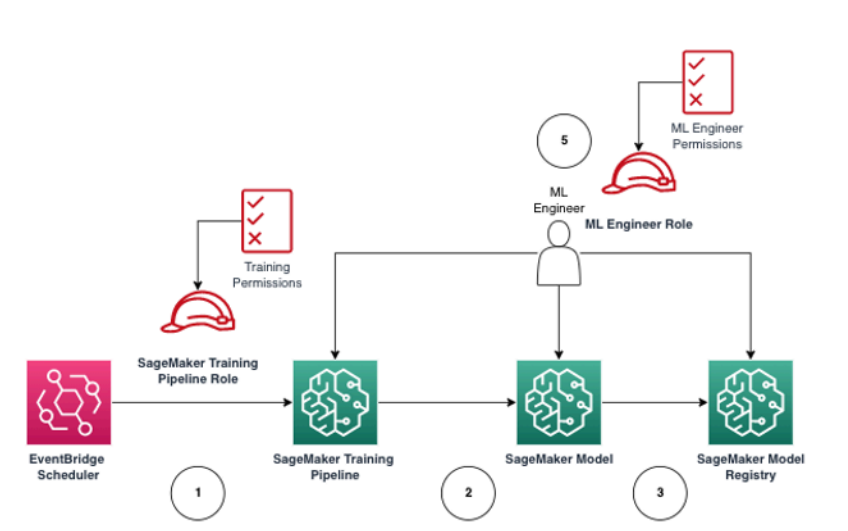 ML Engineer
Permissions
5
ML
Engineer
ML Engineer Role
Training
Permissions
SageMaker Training
Pipeline Role
EventBridge
Scheduler
SageMaker Training
Pipeline
SageMaker Model
SageMaker Model
Registry
1
2
3